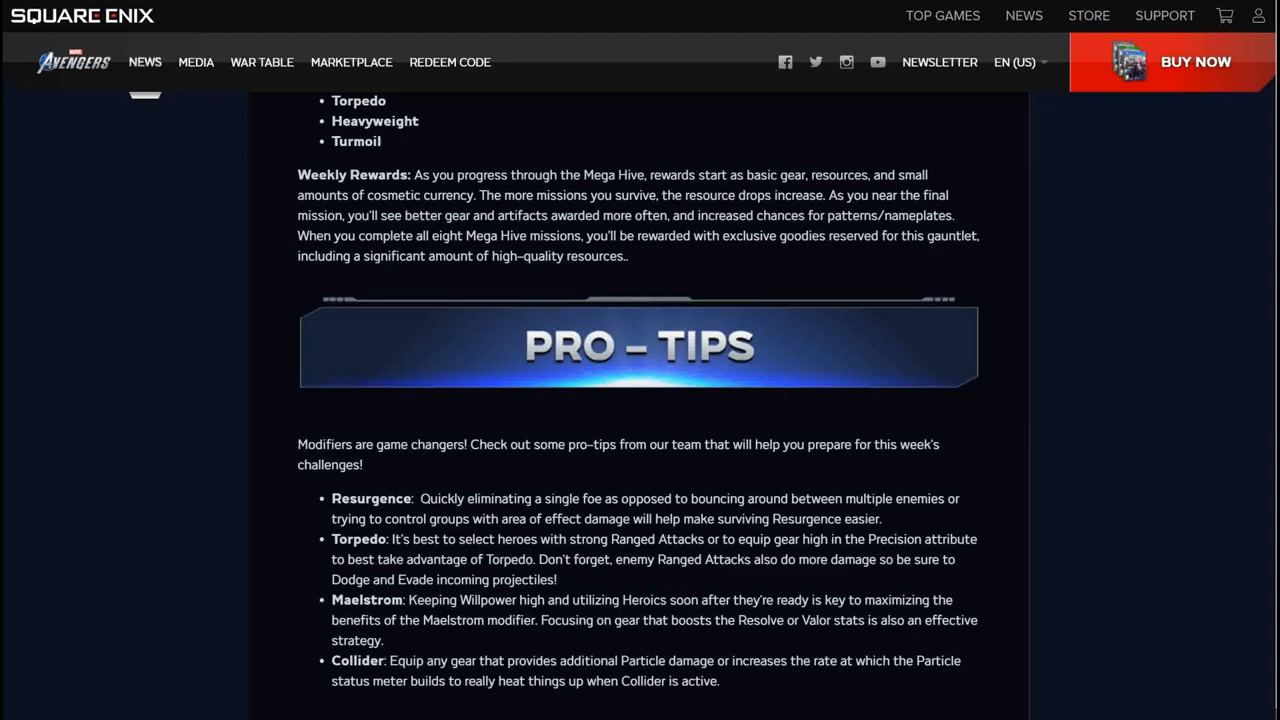 SQUARE ENIX
TOP GAMES NEWS STORE SUPPORT
MARVEL
AVENGERS
NEWS MEDIA WAR TABLE MARKETPLACE REDEEM CODE
NEWSLETTER EN (US) BUY NOW
• Torpedo
• Heavyweight
• Turmoil
Weekly Rewards: As you progress through the Mega Hive, rewards start as basic gear, resources, and small
amounts of cosmetic currency. The more missions you survive, the resource drops increase. As you near the final
mission, you'll see better gear and artifacts awarded more often, and increased chances for patterns/nameplates.
When you complete all eight Mega Hive missions, you'll be rewarded with exclusive goodies reserved for this gauntlet,
including a significant amount of high-quality resources..
PRO – TIPS
Modifiers are game changers! Check out some pro-tips from our team that will help you prepare for this week's
challenges!
• Resurgence: Quickly eliminating a single foe as opposed to bouncing around between multiple enemies or
trying to control groups with area of effect damage will help make surviving Resurgence easier.
• Torpedo: It's best to select heroes with strong Ranged Attacks or to equip gear high in the Precision attribute
to best take advantage of Torpedo. Don't forget, enemy Ranged Attacks also do more damage so be sure to
Dodge and Evade incoming projectiles!
• Maelstrom: Keeping Willpower high and utilizing Heroics soon after they're ready is key to maximizing the
benefits of the Maelstrom modifier. Focusing on gear that boosts the Resolve or Valor stats is also an effective
strategy.
• Collider: Equip any gear that provides additional Particle damage or increases the rate at which the Particle
status meter builds to really heat things up when Collider is active.